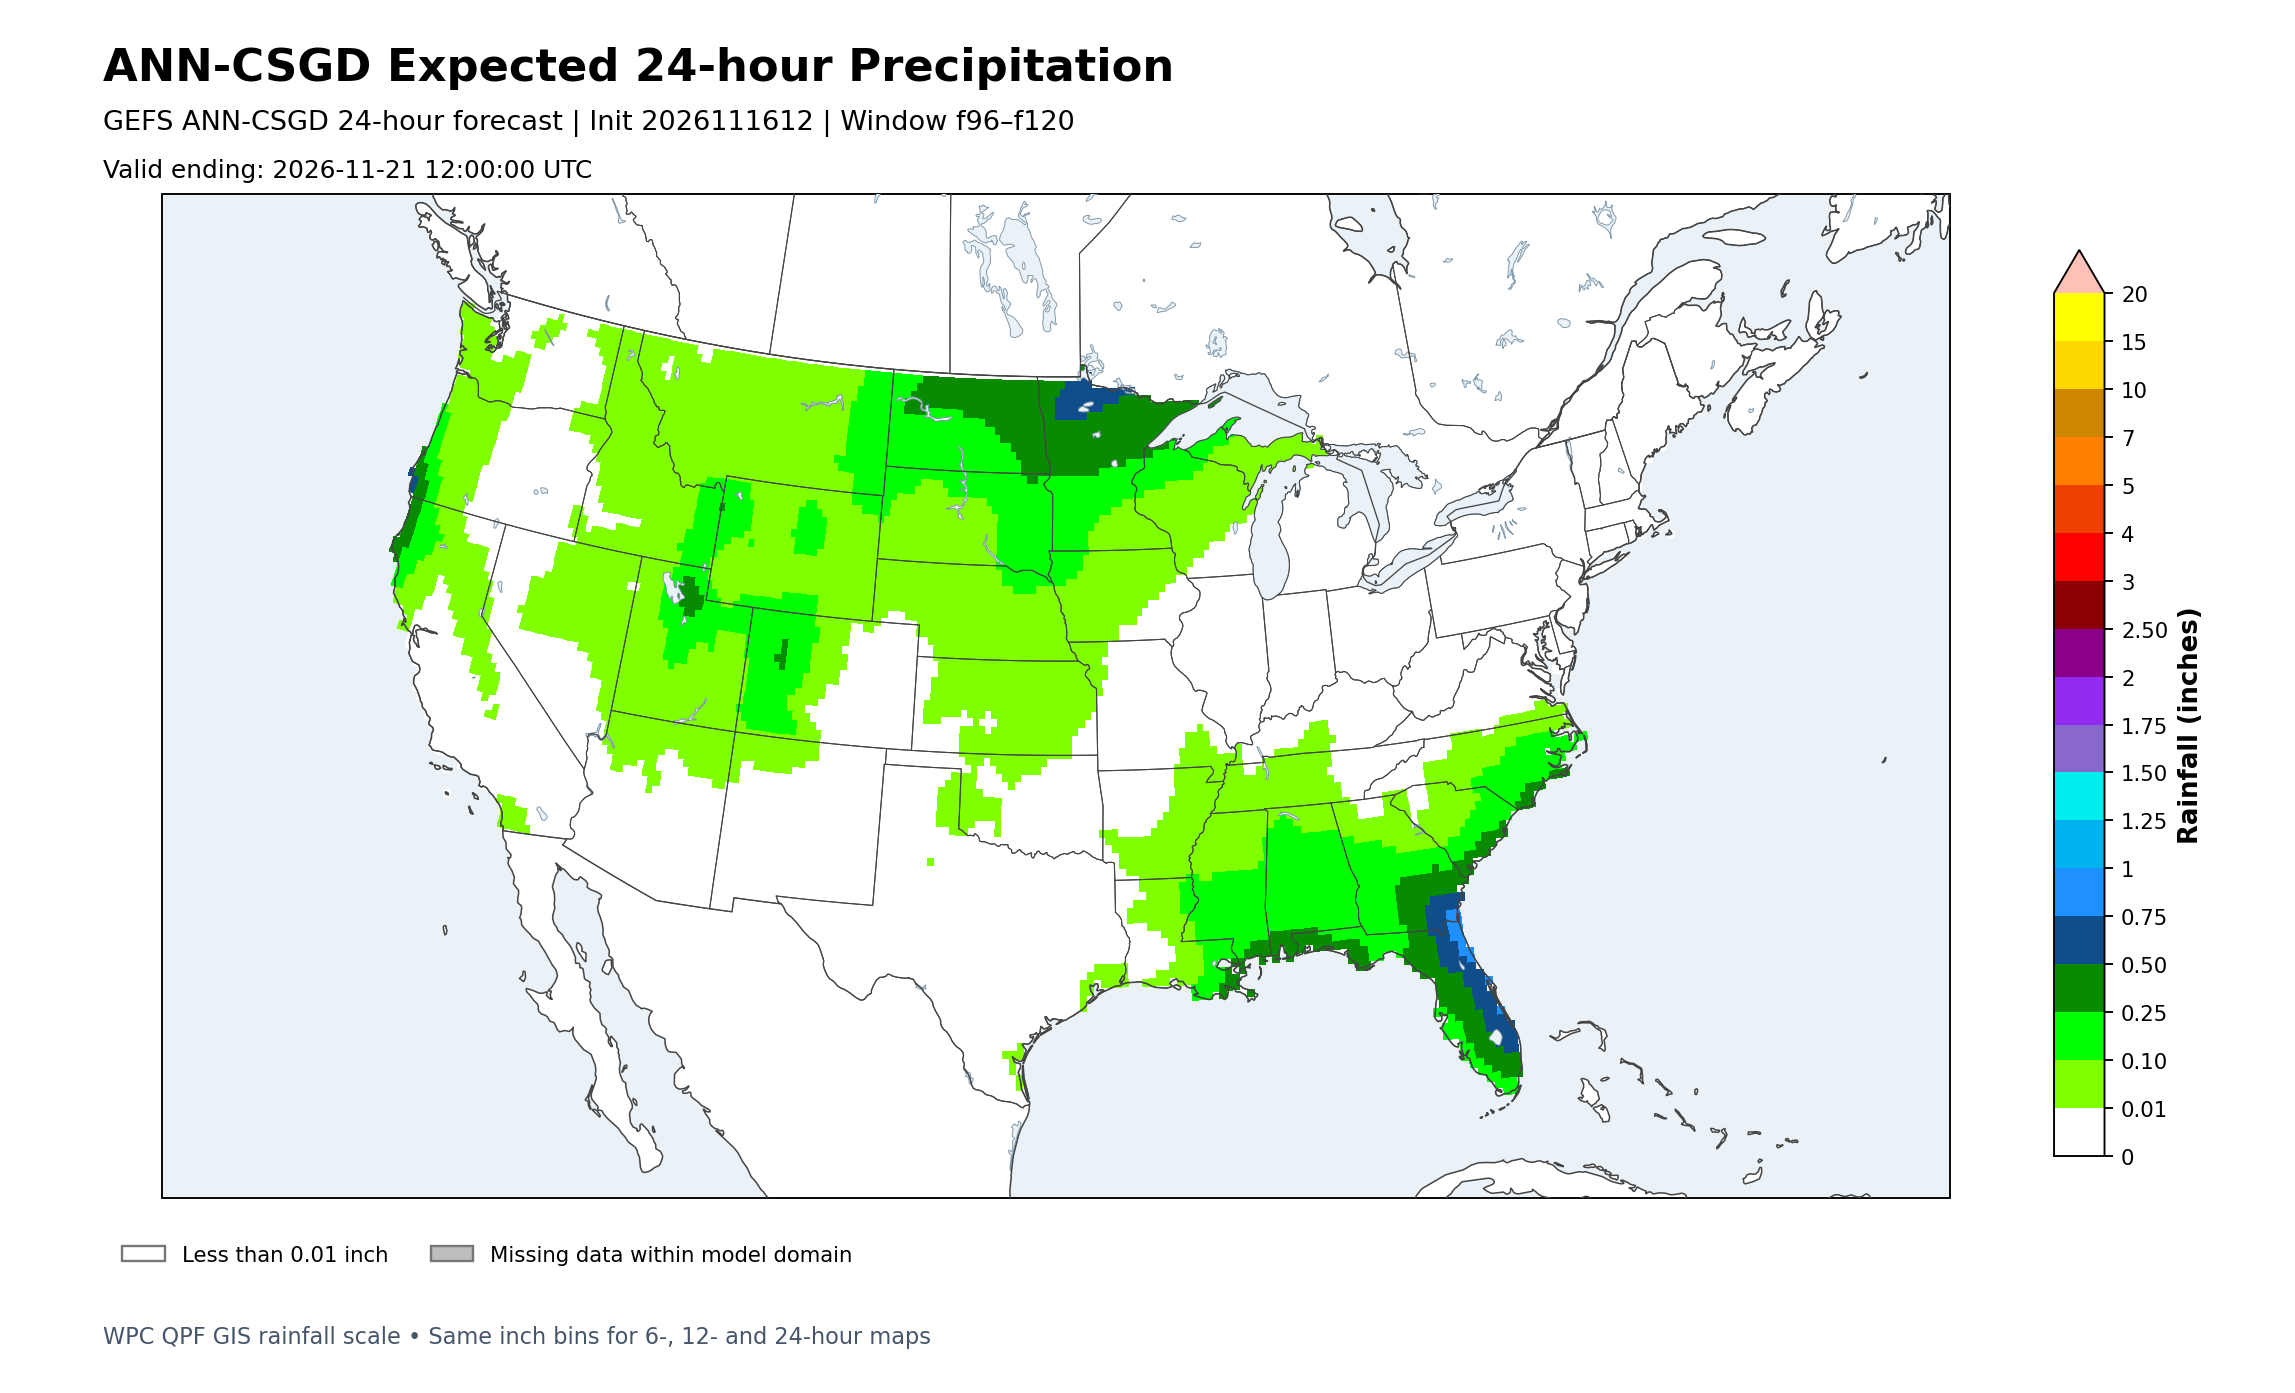 ANN-CSGD Expected 24-hour Precipitation
GEFS ANN-CSGD 24-hour forecast | Init 2026111612 | Window f96–f120
Valid ending: 2026-11-21 12:00:00 UTC
20
15
10
7
5
4
3
2.50
2
1.75
1.50
1.25
1
0.75
0.50
0.25
0.10
0.01
0
Rainfall (inches)
Less than 0.01 inch
Missing data within model domain
WPC QPF GIS rainfall scale • Same inch bins for 6-, 12- and 24-hour maps